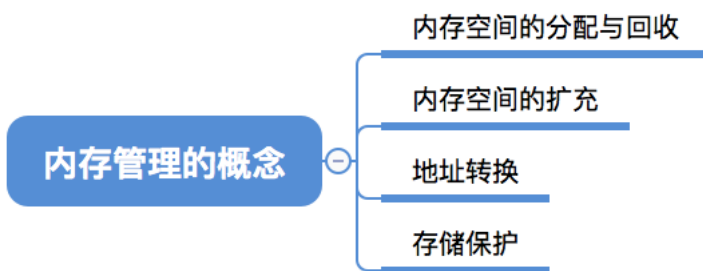 内存空间的分配与回收
内存空间的扩充
内存管理的概念
地址转换
存储保护